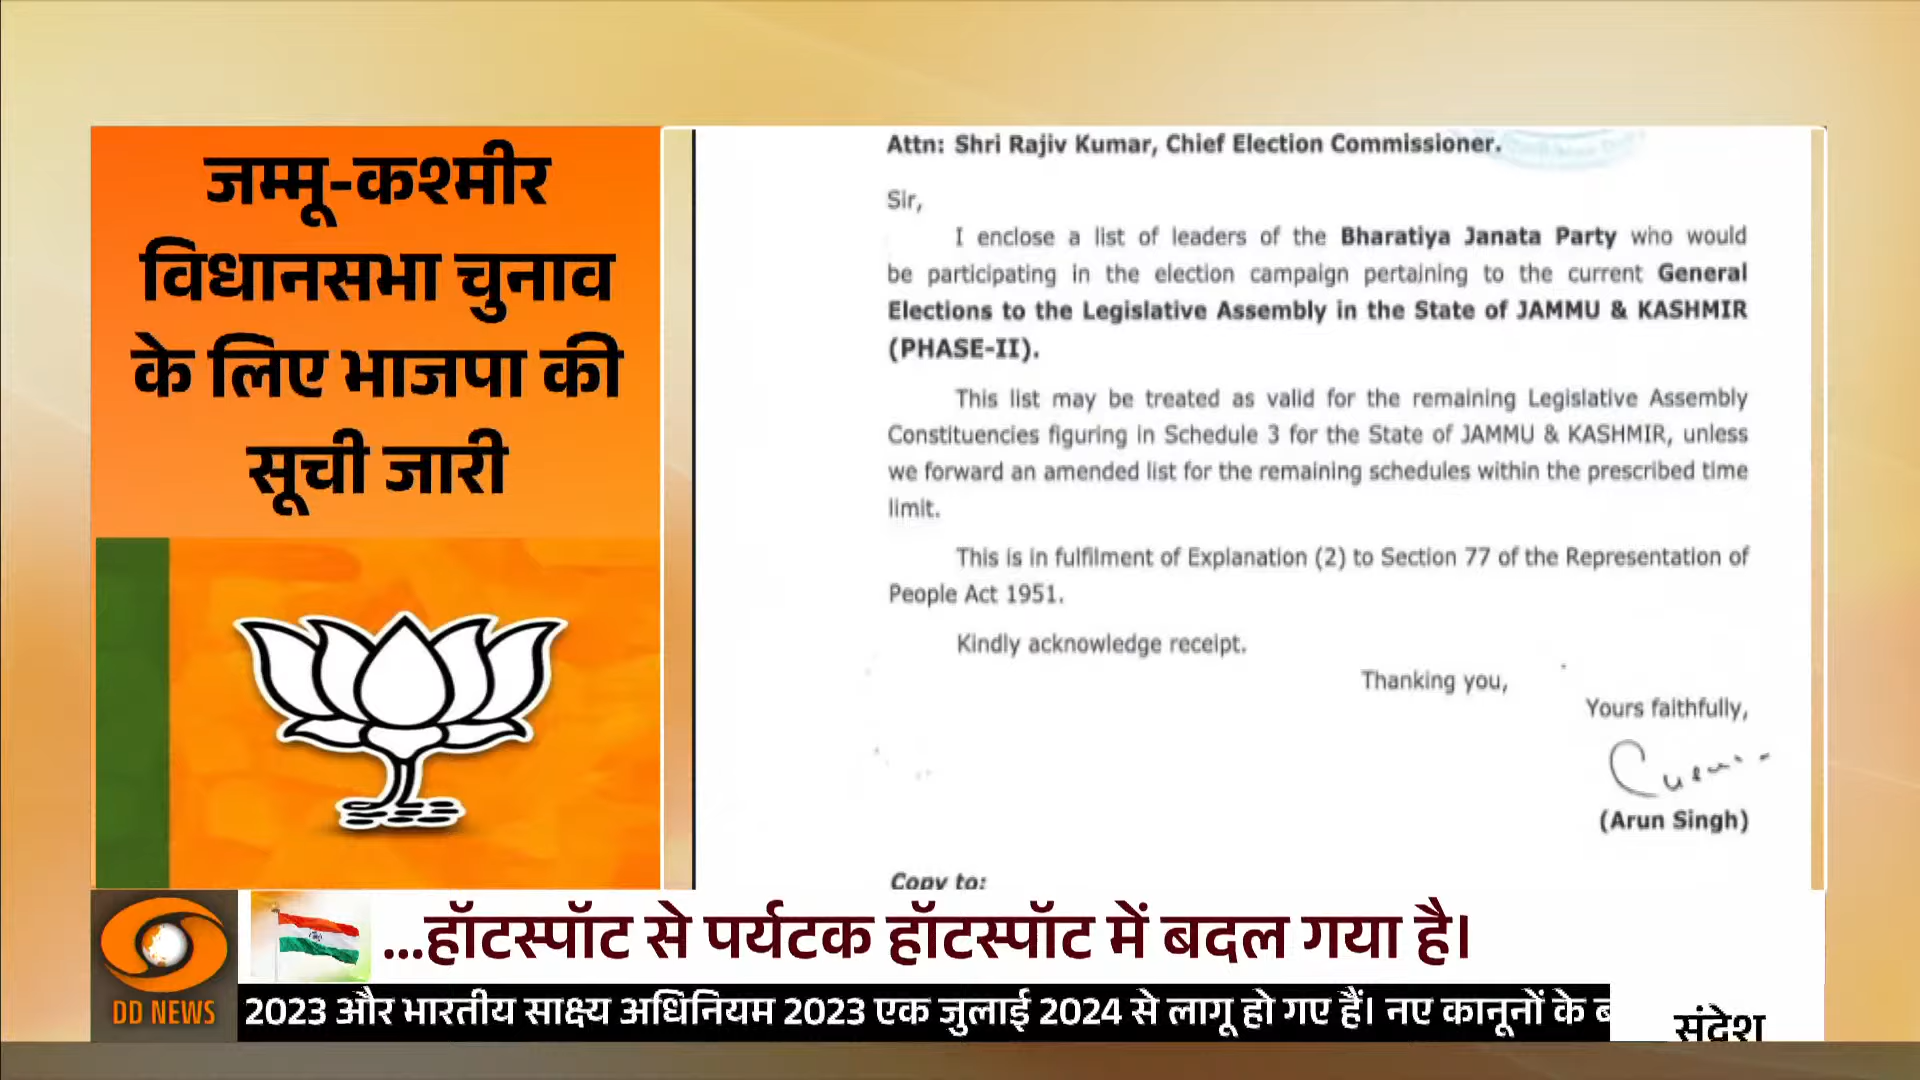 जम्मू-कश्मीर
विधानसभा चुनाव
के लिए भाजपा की
सूची जारी
Attn: Shri Rajiv Kumar, Chief Election Commissioner.
Sir,
I enclose a list of leaders of the Bharatiya Janata Party who would
be participating in the election campaign pertaining to the current General
Elections to the Legislative Assembly in the State of JAMMU & KASHMIR
(PHASE-II).
This list may be treated as valid for the remaining Legislative Assembly
Constituencies figuring in Schedule 3 for the State of JAMMU & KASHMIR, unless
we forward an amended list for the remaining schedules within the prescribed time
limit.
This is in fulfilment of Explanation (2) to Section 77 of the Representation of
People Act 1951.
Kindly acknowledge receipt.
Thanking you,
Yours faithfully,
(Arun Singh)
Copy to:
...हॉटस्पॉट से पर्यटक हॉटस्पॉट में बदल गया है।
DD NEWS
2023 और भारतीय साक्ष्य अधिनियम 2023 एक जुलाई 2024 से लागू हो गए हैं। नए कानूनों के
संदेश